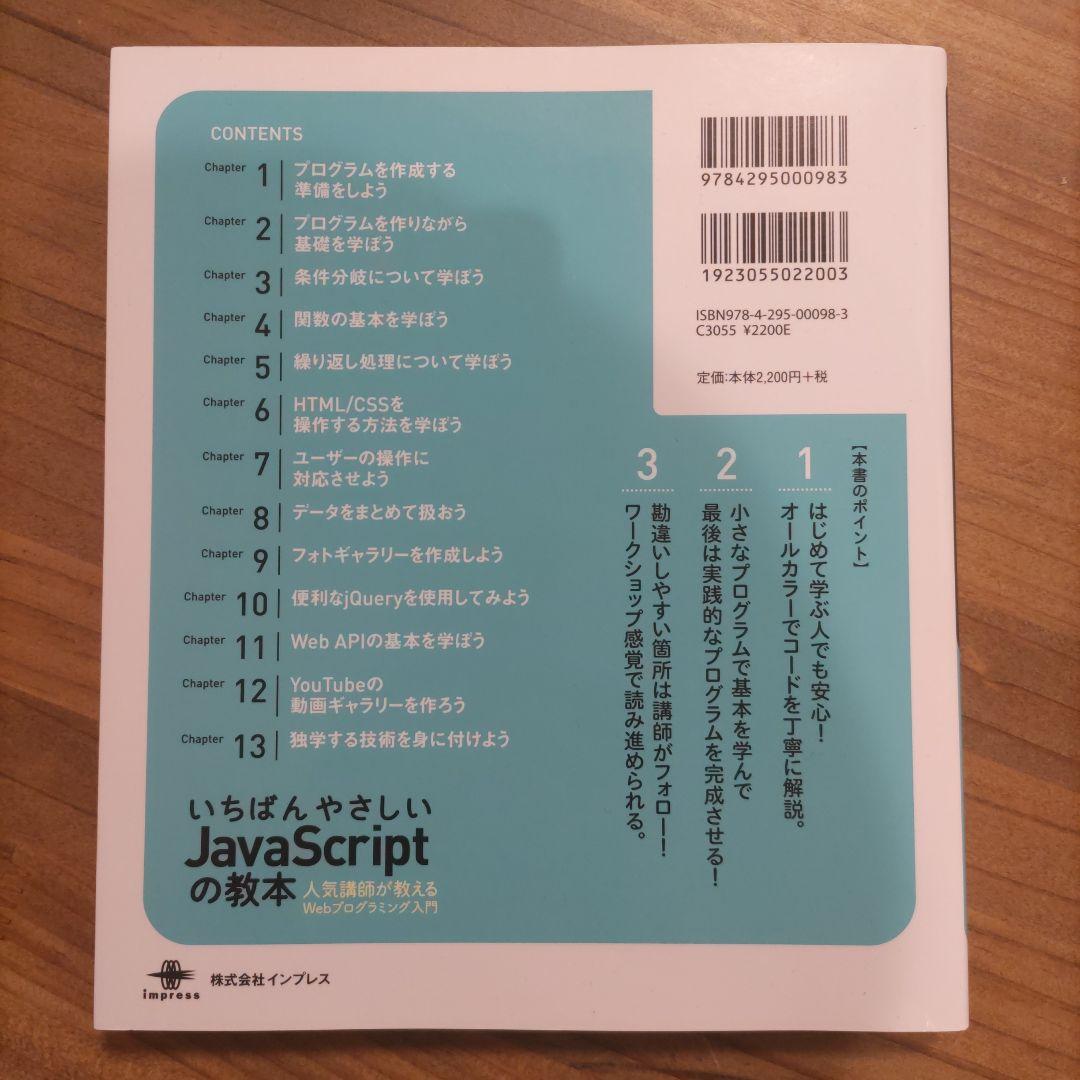 CONTENTS
Chapter 1 プログラムを作成する
準備をしよう
Chapter 2 プログラムを作りながら
基礎を学ぼう
Chapter 3 条件分岐について学ぼう
Chapter 4 関数の基本を学ぼう
Chapter 5 繰り返し処理について学ぼう
Chapter 6 HTML/CSSを
操作する方法を学ぼう
Chapter 7 ユーザーの操作に
対応させよう
Chapter 8 データをまとめて扱おう
Chapter 9 フォトギャラリーを作成しよう
Chapter 10 便利なjQueryを使用してみよう
Chapter 11 Web APIの基本を学ぼう
Chapter 12 YouTubeの
動画ギャラリーを作ろう
Chapter 13 独学する技術を身に付けよう
9784295000983
1923055022003
ISBN978-4-295-00098-3
C3055 ¥2200E
定価:本体2,200円+税
【本書のポイント】
1
はじめて学ぶ人でも安心!
オールカラーでコードを丁寧に解説。
2
小さなプログラムで基本を学んで
最後は実践的なプログラムを完成させる!
3
勘違いしやすい箇所は講師がフォロー!
ワークショップ感覚で読み進められる。
いちばんやさしい
JavaScript
の教本
人気講師が教える
Webプログラミング入門
impress
株式会社インプレス